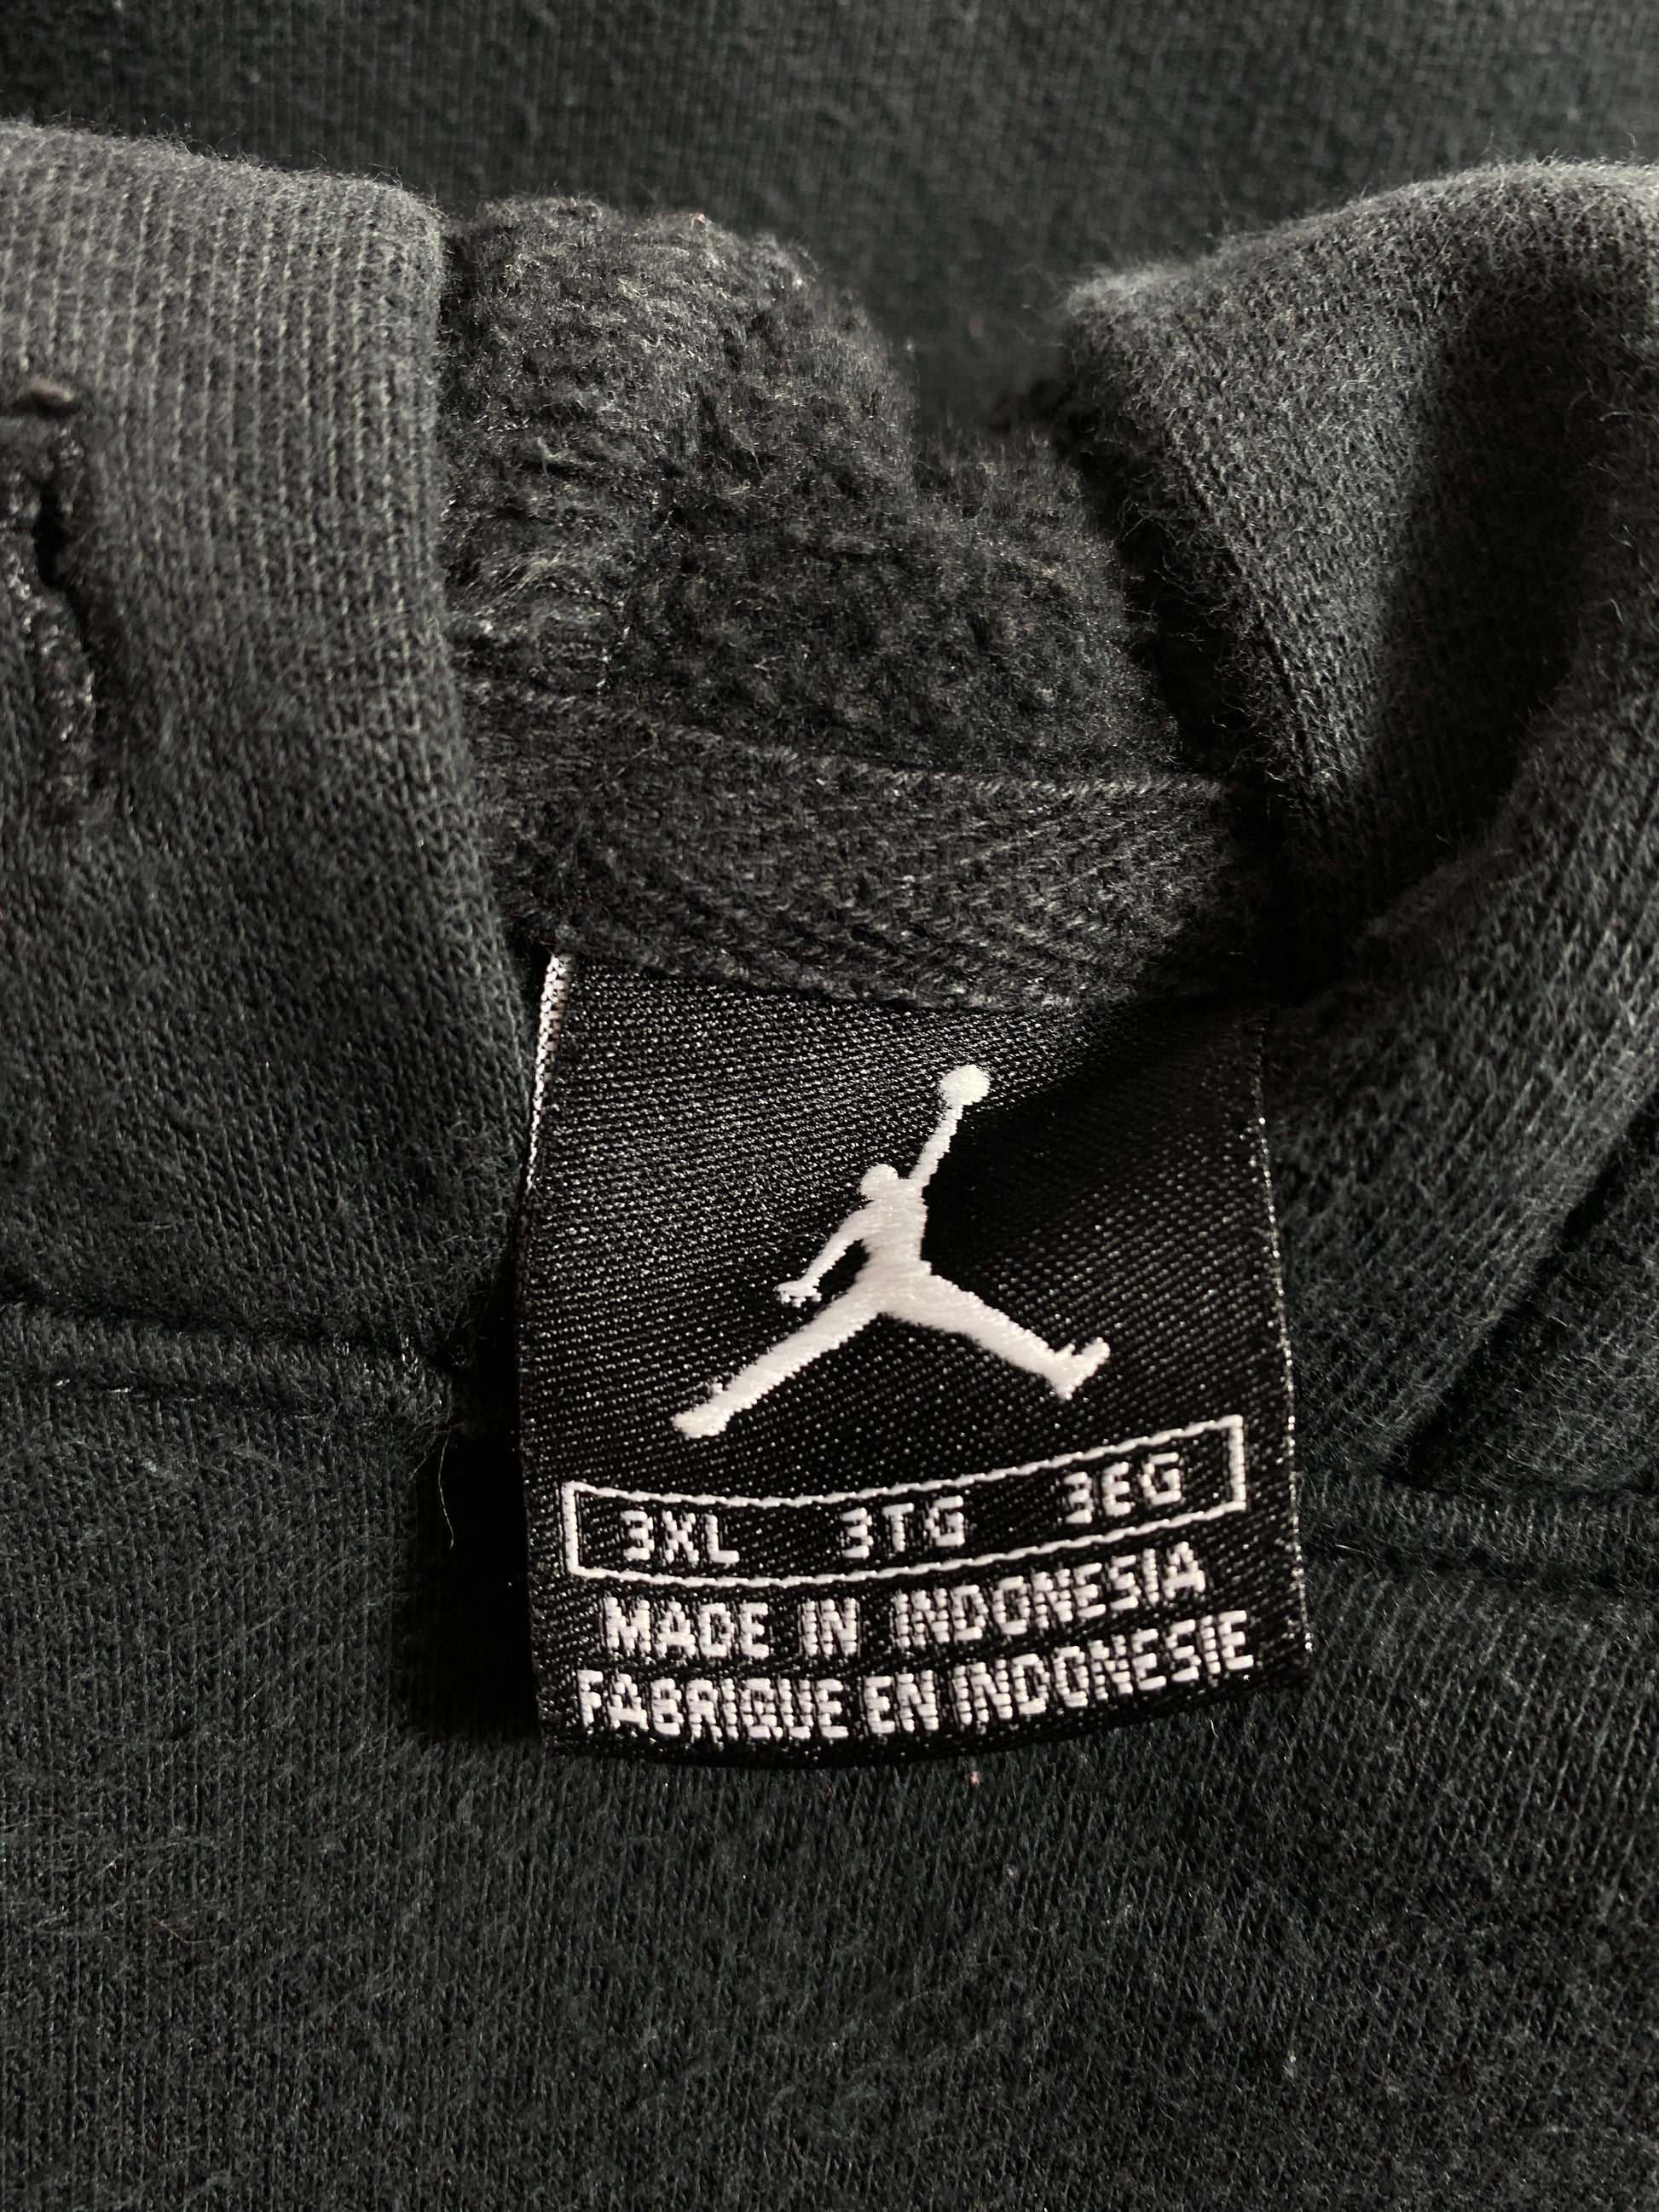 3XL 3TG 3EG
MADE IN INDONESIA
FABRIQUE EN INDONESIE